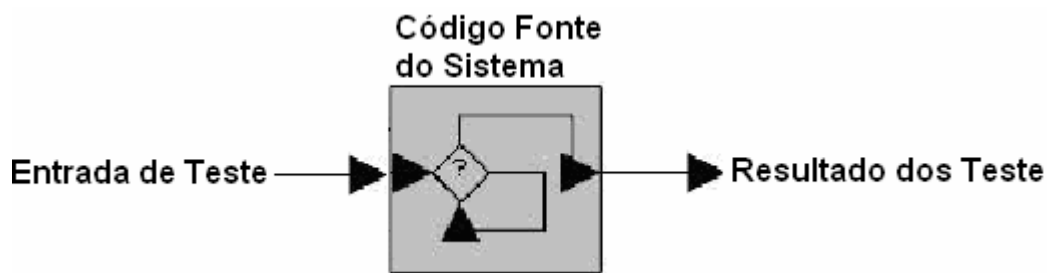 Código Fonte
do Sistema
Entrada de Teste
?
Resultado dos Teste